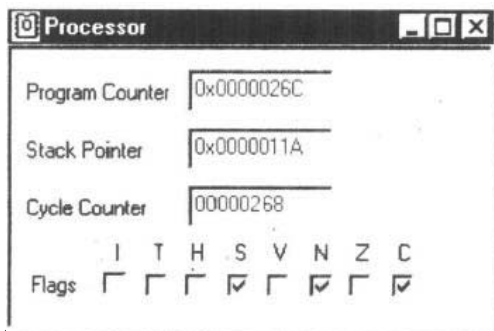 Processor
Program Counter 0x0000026C
Stack Pointer 0x0000011A
Cycle Counter 00000268
I T H S V N Z C
Flags